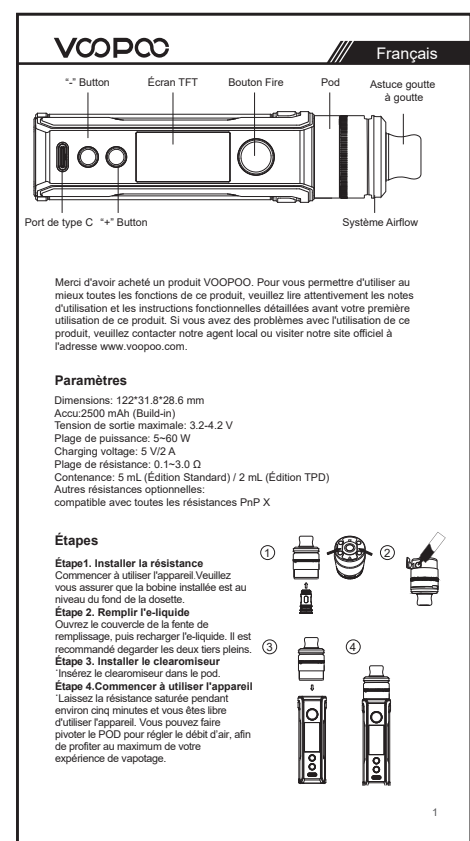 VOOPOO
Français
"-" Button Écran TFT Bouton Fire Pod Astuce goutte
à goutte
Port de type C "+" Button Système Airflow
Merci d'avoir acheté un produit VOOPOO. Pour vous permettre d'utiliser au
mieux toutes les fonctions de ce produit, veuillez lire attentivement les notes
d'utilisation et les instructions fonctionnelles détaillées avant votre première
utilisation de ce produit. Si vous avez des problèmes avec l'utilisation de ce
produit, veuillez contacter notre agent local ou visiter notre site officiel à
l'adresse www.voopoo.com.
Paramètres
Dimensions: 122*31.8*28.6 mm
Accu:2500 mAh (Build-in)
Tension de sortie maximale: 3.2-4.2 V
Plage de puissance: 5~60 W
Charging voltage: 5 V/2 A
Plage de résistance: 0.1~3.0 Ω
Contenance: 5 mL (Édition Standard) / 2 mL (Édition TPD)
Autres résistances optionnelles:
compatible avec toutes les résistances PnP X
Étapes
Étape1. Installer la résistance
Commencer à utiliser l'appareil.Veuillez
vous assurer que la bobine installée est au
niveau du fond de la dosette.
Étape 2. Remplir l'e-liquide
Ouvrez le couvercle de la fente de
remplissage, puis recharger l'e-liquide. Il est
recommandé degarder les deux tiers pleins.
Étape 3. Installer le clearomiseur
`Insérez le clearomiseur dans le pod.
Étape 4.Commencer à utiliser l'appareil
`Laissez la résistance saturée pendant
environ cinq minutes et vous êtes libre
d'utiliser l'appareil. Vous pouvez faire
pivoter le POD pour régler le débit d'air, afin
de profiter au maximum de votre
expérience de vapotage.
1 2
3 4
1